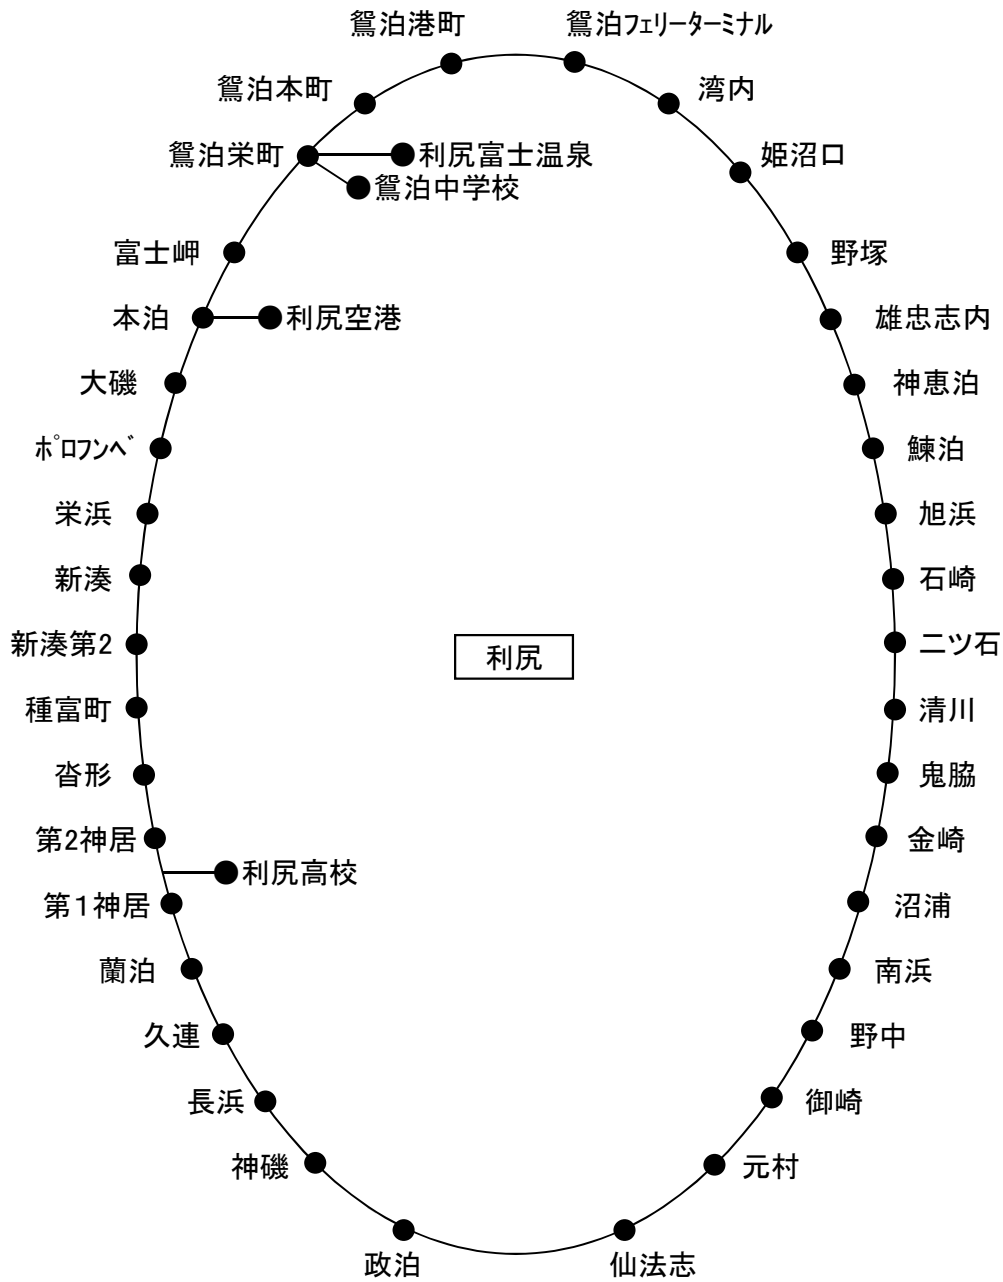 鴛泊港町
鴛泊フェリーターミナル
鴛泊本町
湾内
鴛泊栄町
利尻富士温泉
姫沼口
鴛泊中学校
富士岬
野塚
本泊
利尻空港
雄忠志内
大磯
神恵泊
ﾎﾟﾛﾌﾝﾍﾞ
鰊泊
栄浜
旭浜
新湊
石崎
新湊第2
利尻
二ツ石
種富町
清川
沓形
鬼脇
第2神居
金崎
利尻高校
第1神居
沼浦
蘭泊
南浜
久連
野中
長浜
御崎
神磯
元村
政泊
仙法志